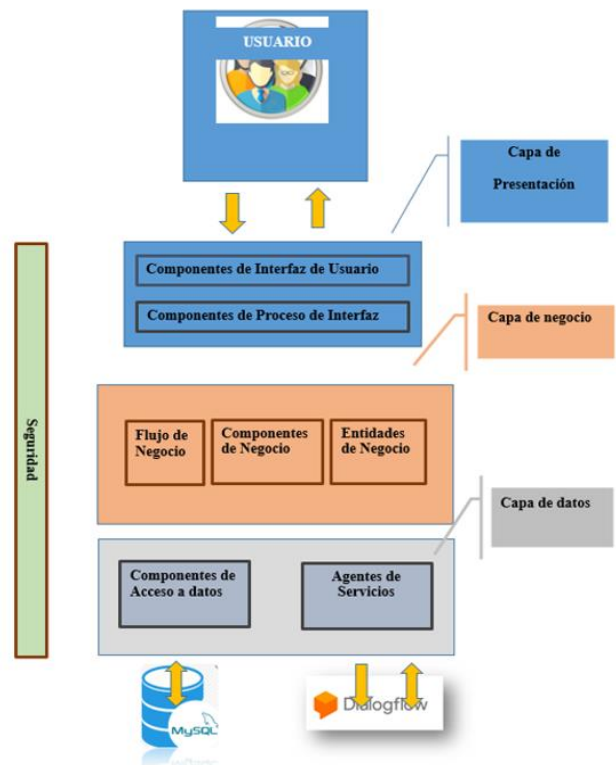 USUARIO
Capa de
Presentación
Componentes de Interfaz de Usuario
Componentes de Proceso de Interfaz
Capa de negocio
Seguridad
Flujo de
Negocio
Componentes
de Negocio
Entidades
de Negocio
Capa de datos
Componentes de
Acceso a datos
Agentes de
Servicios
MySQL
Dialogflow